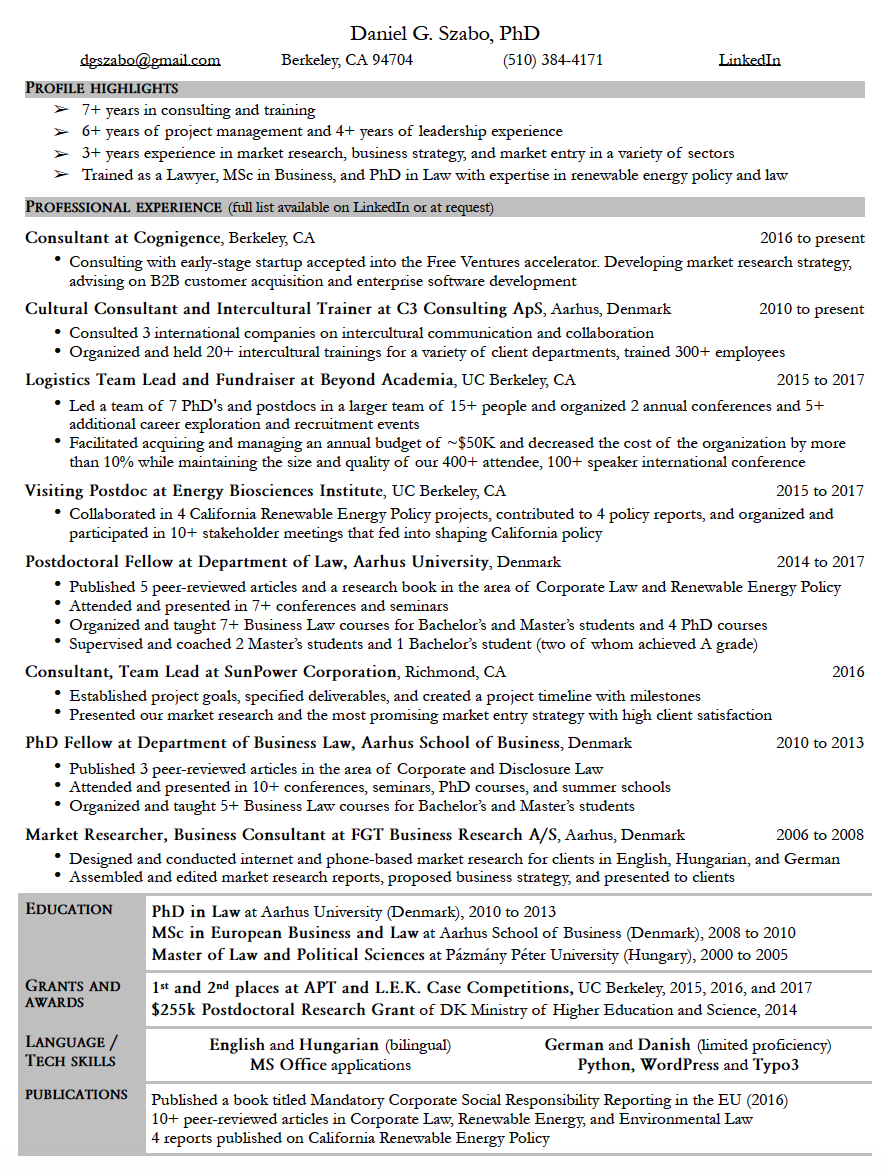 Daniel G. Szabo, PhD
dgszabo@gmail.com Berkeley, CA 94704 (510) 384-4171 LinkedIn
PROFILE HIGHLIGHTS
➢ 7+ years in consulting and training
➢ 6+ years of project management and 4+ years of leadership experience
➢ 3+ years experience in market research, business strategy, and market entry in a variety of sectors
➢ Trained as a Lawyer, MSc in Business, and PhD in Law with expertise in renewable energy policy and law
PROFESSIONAL EXPERIENCE (full list available on LinkedIn or at request)
Consultant at Cognigence, Berkeley, CA 2016 to present
• Consulting with early-stage startup accepted into the Free Ventures accelerator. Developing market research strategy,
advising on B2B customer acquisition and enterprise software development
Cultural Consultant and Intercultural Trainer at C3 Consulting ApS, Aarhus, Denmark 2010 to present
• Consulted 3 international companies on intercultural communication and collaboration
• Organized and held 20+ intercultural trainings for a variety of client departments, trained 300+ employees
Logistics Team Lead and Fundraiser at Beyond Academia, UC Berkeley, CA 2015 to 2017
• Led a team of 7 PhD's and postdocs in a larger team of 15+ people and organized 2 annual conferences and 5+
additional career exploration and recruitment events
• Facilitated acquiring and managing an annual budget of ~$50K and decreased the cost of the organization by more
than 10% while maintaining the size and quality of our 400+ attendee, 100+ speaker international conference
Visiting Postdoc at Energy Biosciences Institute, UC Berkeley, CA 2015 to 2017
• Collaborated in 4 California Renewable Energy Policy projects, contributed to 4 policy reports, and organized and
participated in 10+ stakeholder meetings that fed into shaping California policy
Postdoctoral Fellow at Department of Law, Aarhus University, Denmark 2014 to 2017
• Published 5 peer-reviewed articles and a research book in the area of Corporate Law and Renewable Energy Policy
• Attended and presented in 7+ conferences and seminars
• Organized and taught 7+ Business Law courses for Bachelor's and Master's students and 4 PhD courses
• Supervised and coached 2 Master's students and 1 Bachelor's student (two of whom achieved A grade)
Consultant, Team Lead at SunPower Corporation, Richmond, CA 2016
• Established project goals, specified deliverables, and created a project timeline with milestones
• Presented our market research and the most promising market entry strategy with high client satisfaction
PhD Fellow at Department of Business Law, Aarhus School of Business, Denmark 2010 to 2013
• Published 3 peer-reviewed articles in the area of Corporate and Disclosure Law
• Attended and presented in 10+ conferences, seminars, PhD courses, and summer schools
• Organized and taught 5+ Business Law courses for Bachelor's and Master's students
Market Researcher, Business Consultant at FGT Business Research A/S, Aarhus, Denmark 2006 to 2008
• Designed and conducted internet and phone-based market research for clients in English, Hungarian, and German
• Assembled and edited market research reports, proposed business strategy, and presented to clients
EDUCATION
PhD in Law at Aarhus University (Denmark), 2010 to 2013
MSc in European Business and Law at Aarhus School of Business (Denmark), 2008 to 2010
Master of Law and Political Sciences at Pázmány Péter University (Hungary), 2000 to 2005
GRANTS AND
AWARDS
1st and 2nd places at APT and L.E.K. Case Competitions, UC Berkeley, 2015, 2016, and 2017
$255k Postdoctoral Research Grant of DK Ministry of Higher Education and Science, 2014
LANGUAGE /
TECH SKILLS
English and Hungarian (bilingual) German and Danish (limited proficiency)
MS Office applications Python, WordPress and Typo3
PUBLICATIONS
Published a book titled Mandatory Corporate Social Responsibility Reporting in the EU (2016)
10+ peer-reviewed articles in Corporate Law, Renewable Energy, and Environmental Law
4 reports published on California Renewable Energy Policy